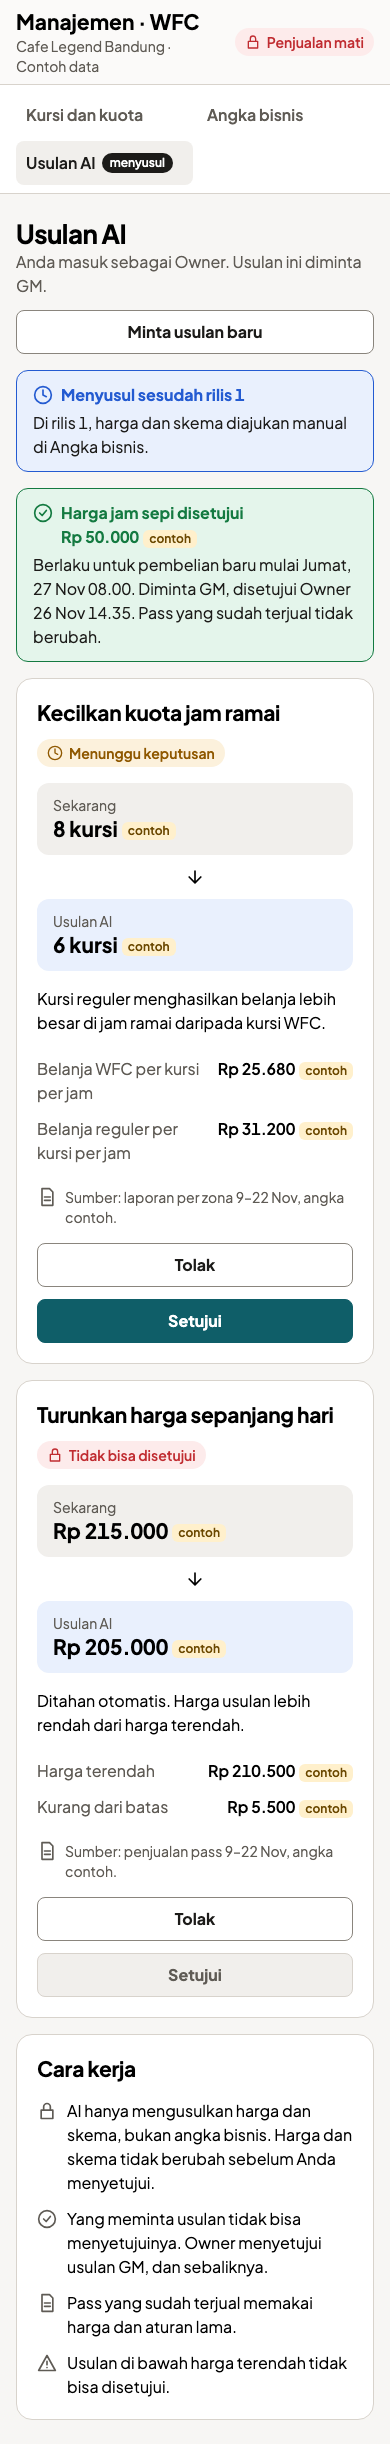 Manajemen · WFC
Cafe Legend Bandung ·
Contoh data
Penjualan mati
Kursi dan kuota
Angka bisnis
Usulan AI menyusul
Usulan AI
Anda masuk sebagai Owner. Usulan ini diminta
GM.
Minta usulan baru
Menyusul sesudah rilis 1
Di rilis 1, harga dan skema diajukan manual
di Angka bisnis.
Harga jam sepi disetujui
Rp 50.000 contoh
Berlaku untuk pembelian baru mulai Jumat,
27 Nov 08.00. Diminta GM, disetujui Owner
26 Nov 14.35. Pass yang sudah terjual tidak
berubah.
Kecilkan kuota jam ramai
Menunggu keputusan
Sekarang
8 kursi contoh
Usulan AI
6 kursi contoh
Kursi reguler menghasilkan belanja lebih
besar di jam ramai daripada kursi WFC.
Belanja WFC per kursi
per jam
Rp 25.680 contoh
Belanja reguler per
kursi per jam
Rp 31.200 contoh
Sumber: laporan per zona 9–22 Nov, angka
contoh.
Tolak
Setujui
Turunkan harga sepanjang hari
Tidak bisa disetujui
Sekarang
Rp 215.000 contoh
Usulan AI
Rp 205.000 contoh
Ditahan otomatis. Harga usulan lebih
rendah dari harga terendah.
Harga terendah Rp 210.500 contoh
Kurang dari batas Rp 5.500 contoh
Sumber: penjualan pass 9–22 Nov, angka
contoh.
Tolak
Setujui
Cara kerja
AI hanya mengusulkan harga dan
skema, bukan angka bisnis. Harga dan
skema tidak berubah sebelum Anda
menyetujui.
Yang meminta usulan tidak bisa
menyetujuinya. Owner menyetujui
usulan GM, dan sebaliknya.
Pass yang sudah terjual memakai
harga dan aturan lama.
Usulan di bawah harga terendah tidak
bisa disetujui.